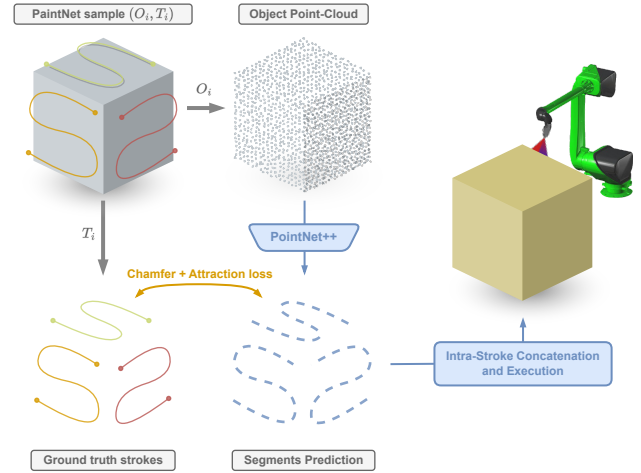 PaintNet sample (O_i, T_i)
Object Point-Cloud
O_i
T_i
PointNet++
Chamfer + Attraction loss
Intra-Stroke Concatenation
and Execution
Ground truth strokes
Segments Prediction